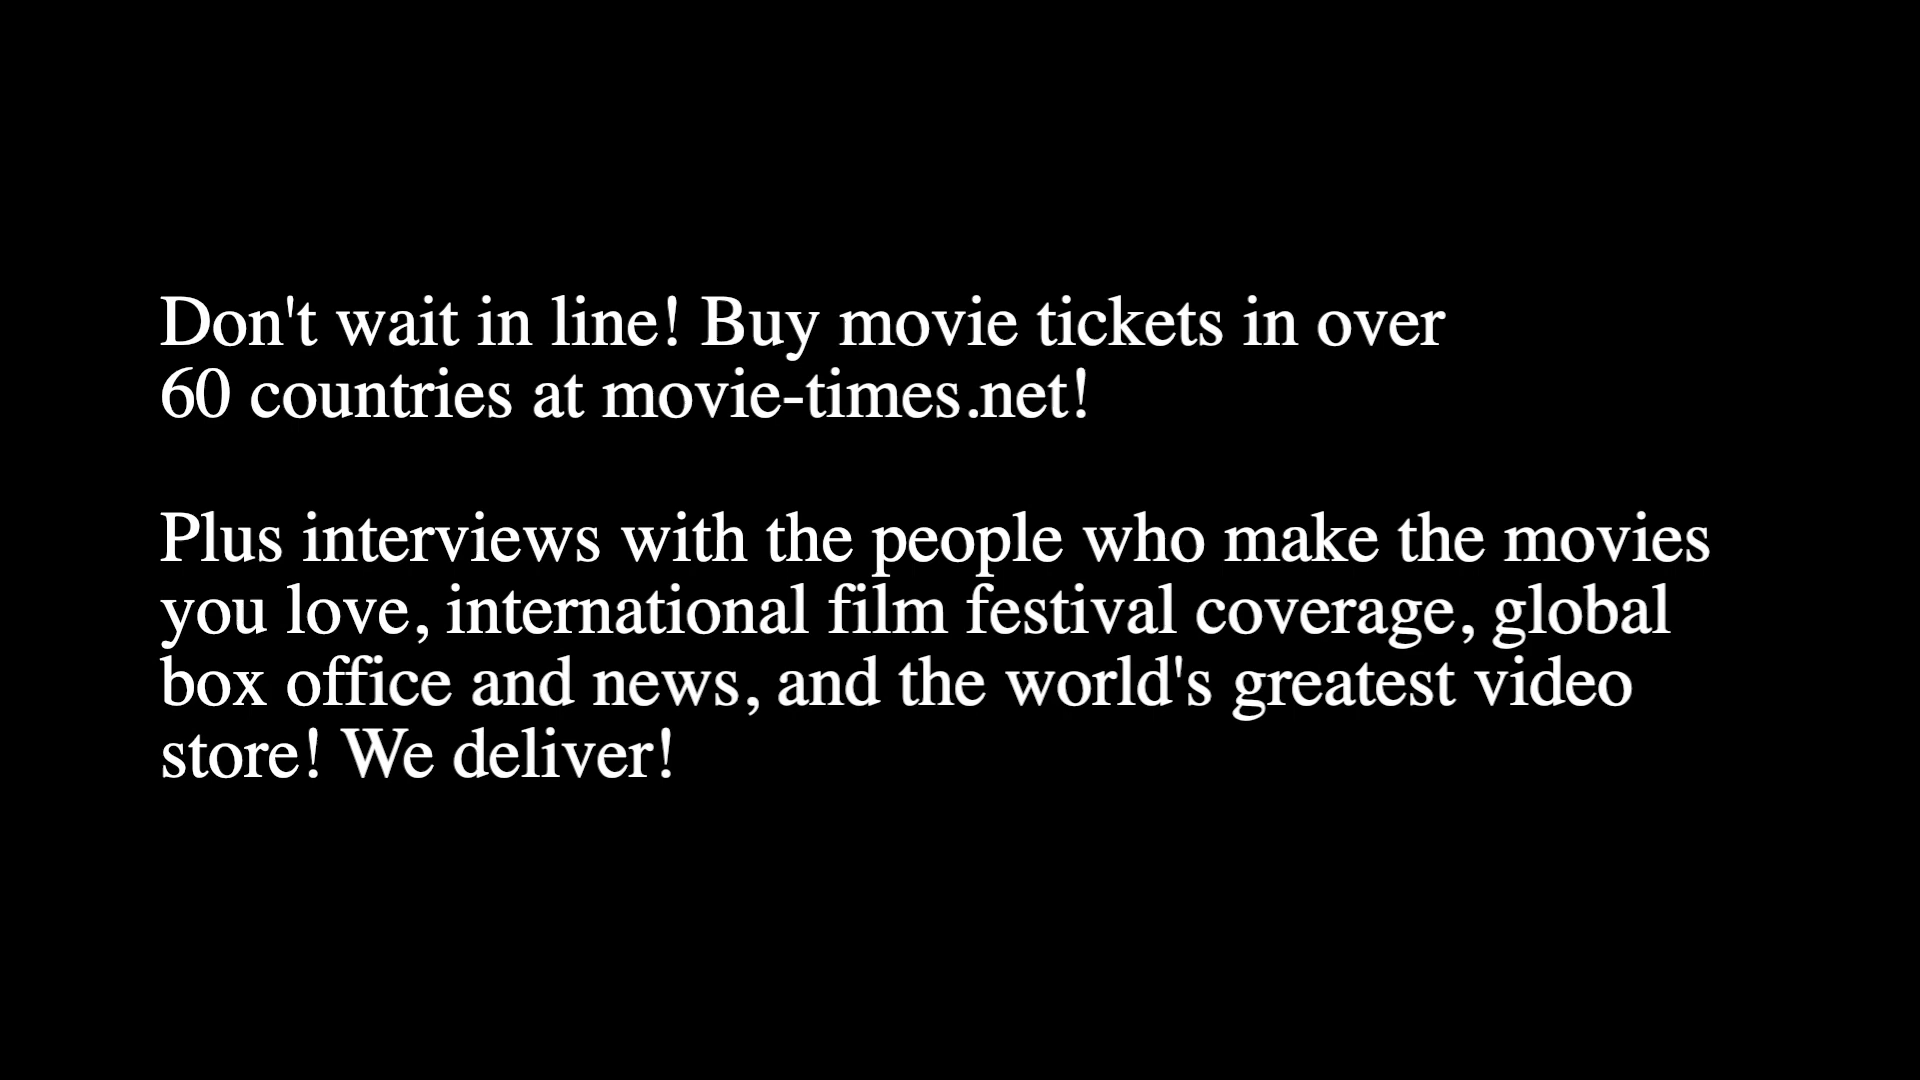 Don't wait in line! Buy movie tickets in over
60 countries at movie-times.net!
Plus interviews with the people who make the movies
you love, international film festival coverage, global
box office and news, and the world's greatest video
store! We deliver!